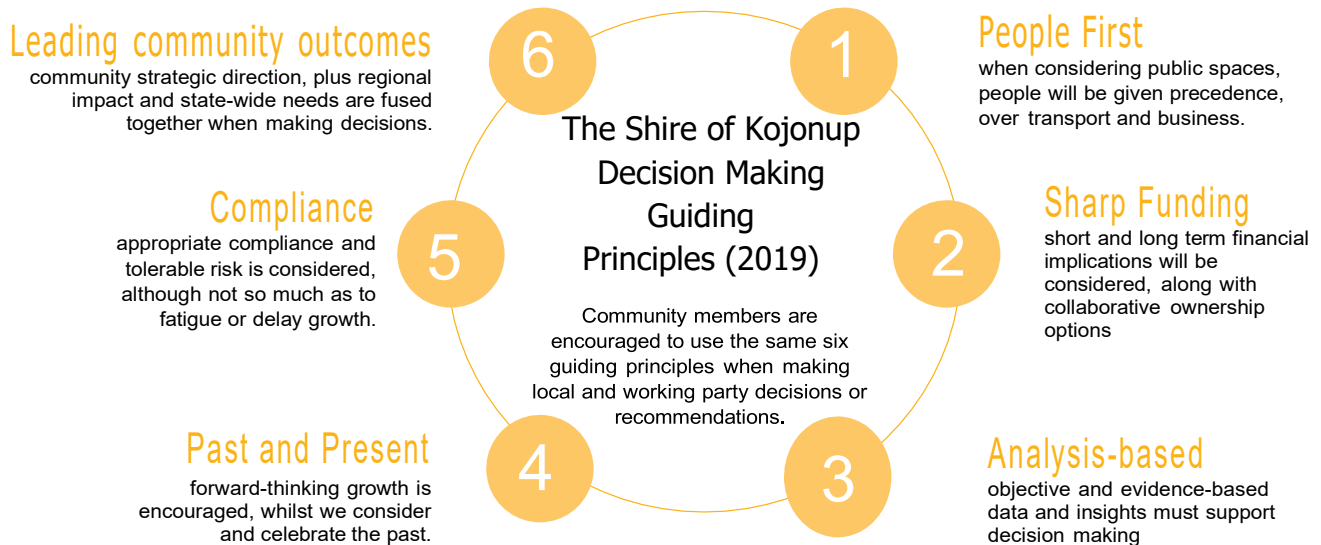 The Shire of Kojonup
Decision Making
Guiding
Principles (2019)
Community members are
encouraged to use the same six
guiding principles when making
local and working party decisions or
recommendations.
1
People First
when considering public spaces,
people will be given precedence,
over transport and business.
2
Sharp Funding
short and long term financial
implications will be
considered, along with
collaborative ownership
options
3
Analysis-based
objective and evidence-based
data and insights must support
decision making
4
Past and Present
forward-thinking growth is
encouraged, whilst we consider
and celebrate the past.
5
Compliance
appropriate compliance and
tolerable risk is considered,
although not so much as to
fatigue or delay growth.
6
Leading community outcomes
community strategic direction, plus regional
impact and state-wide needs are fused
together when making decisions.